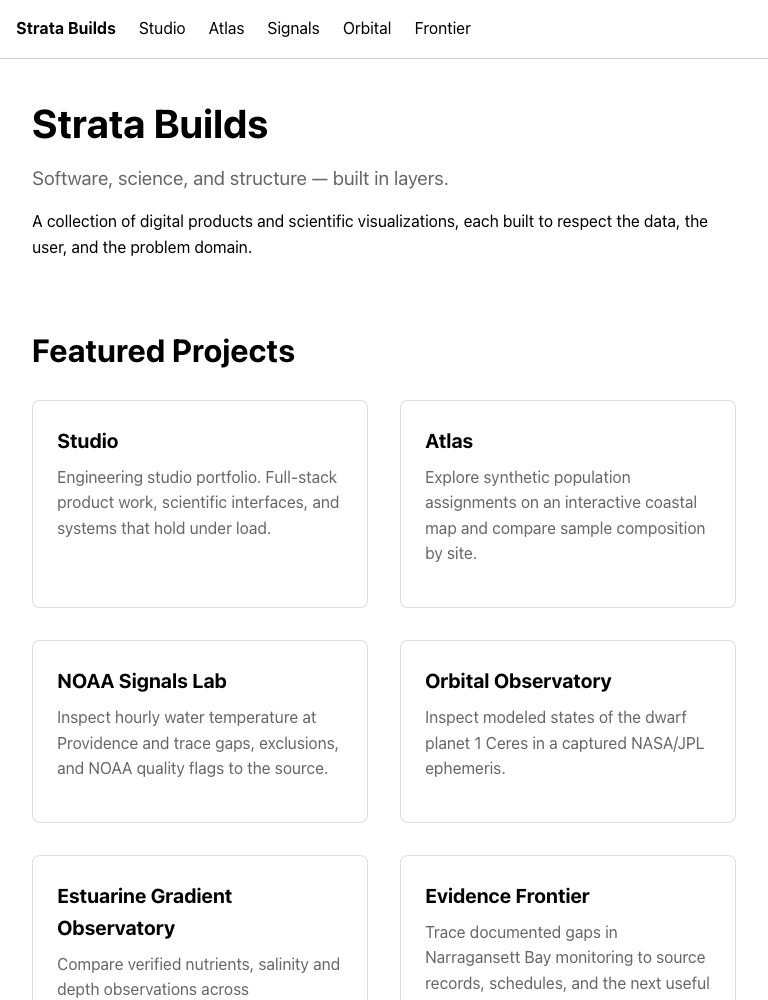 Strata Builds Studio Atlas Signals Orbital Frontier
Strata Builds
Software, science, and structure — built in layers.
A collection of digital products and scientific visualizations, each built to respect the data, the
user, and the problem domain.
Featured Projects
Studio
Engineering studio portfolio. Full-stack
product work, scientific interfaces, and
systems that hold under load.
Atlas
Explore synthetic population
assignments on an interactive coastal
map and compare sample composition
by site.
NOAA Signals Lab
Inspect hourly water temperature at
Providence and trace gaps, exclusions,
and NOAA quality flags to the source.
Orbital Observatory
Inspect modeled states of the dwarf
planet 1 Ceres in a captured NASA/JPL
ephemeris.
Estuarine Gradient
Observatory
Compare verified nutrients, salinity and
depth observations across
Evidence Frontier
Trace documented gaps in
Narragansett Bay monitoring to source
records, schedules, and the next useful